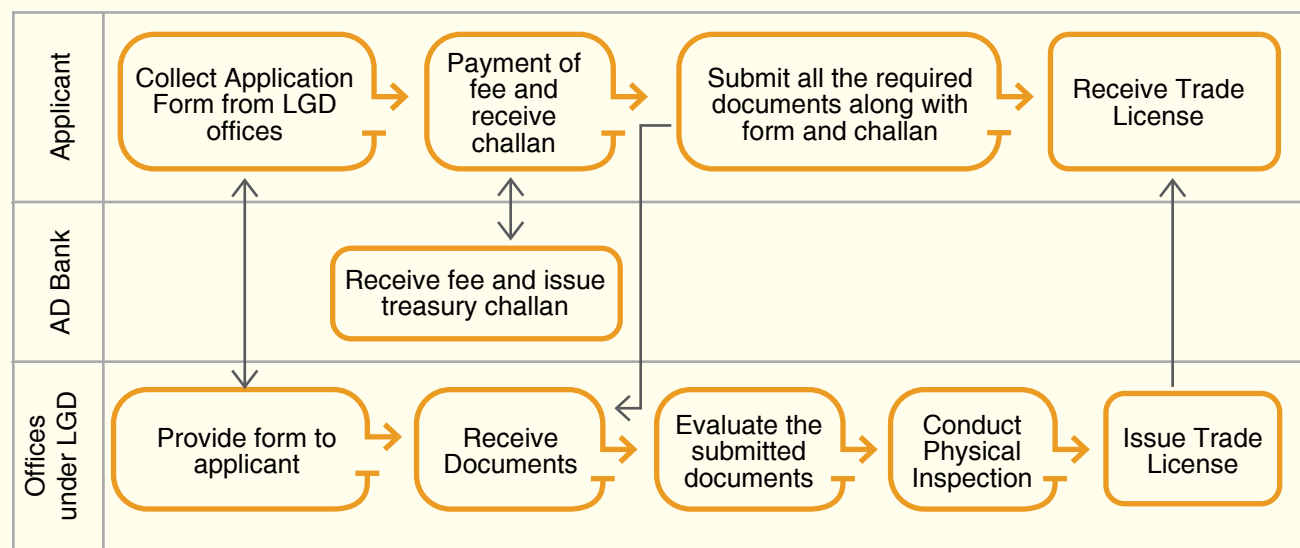 Applicant
Collect Application
Form from LGD
offices
Payment of
fee and
receive
challan
Submit all the required
documents along with
form and challan
Receive Trade
License
AD Bank
Receive fee and issue
treasury challan
Offices
under LGD
Provide form to
applicant
Receive
Documents
Evaluate the
submitted
documents
Conduct
Physical
Inspection
Issue Trade
License